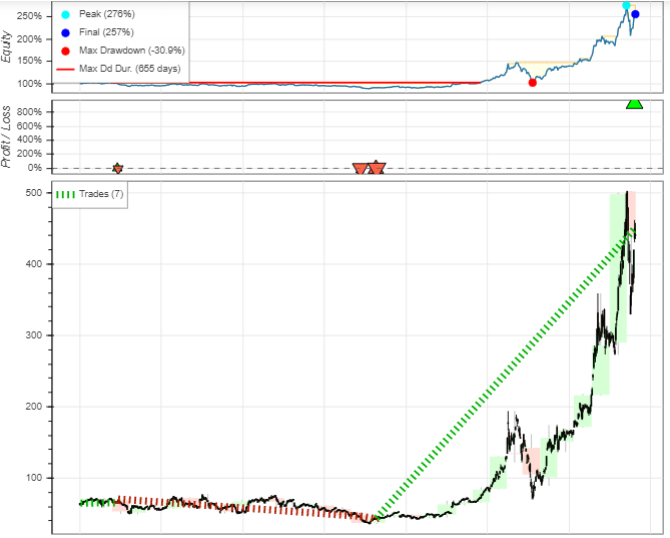 Peak (276%)
Final (257%)
Max Drawdown (-30.9%)
Max Dd Dur. (655 days)
Equity
250%
200%
150%
100%
Profit / Loss
800%
600%
400%
200%
0%
Trades (7)
500
400
300
200
100